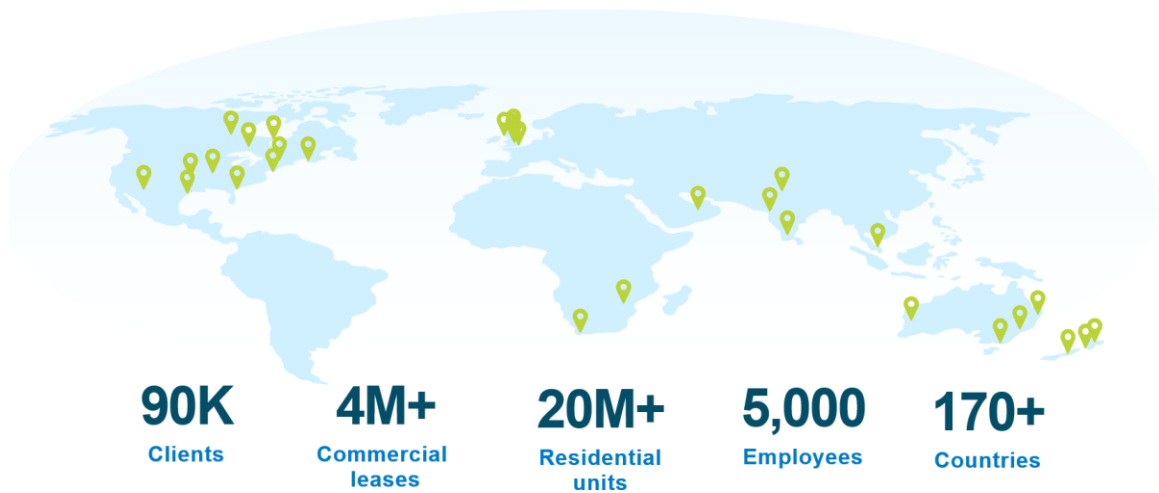 90K
Clients
4M+
Commercial
leases
20M+
Residential
units
5,000
Employees
170+
Countries